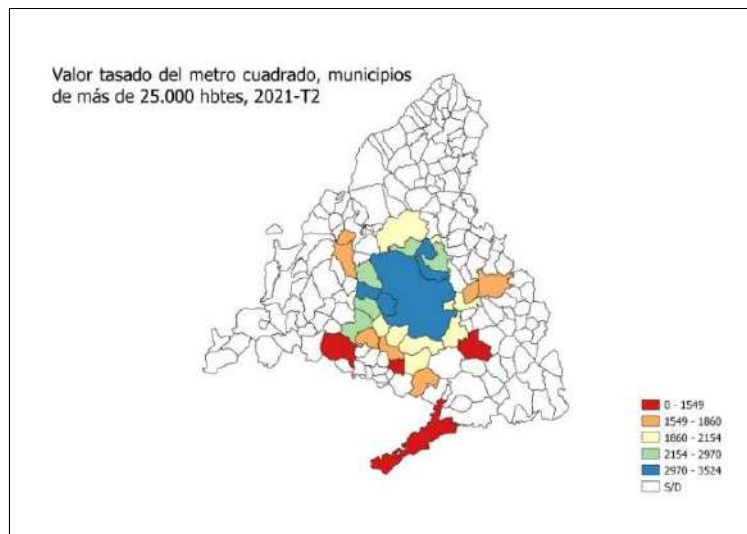 Valor tasado del metro cuadrado, municipios
de más de 25.000 hbtes, 2021-T2
0 - 1549
1549 - 1860
1860 - 2154
2154 - 2970
2970 - 3524
S/D